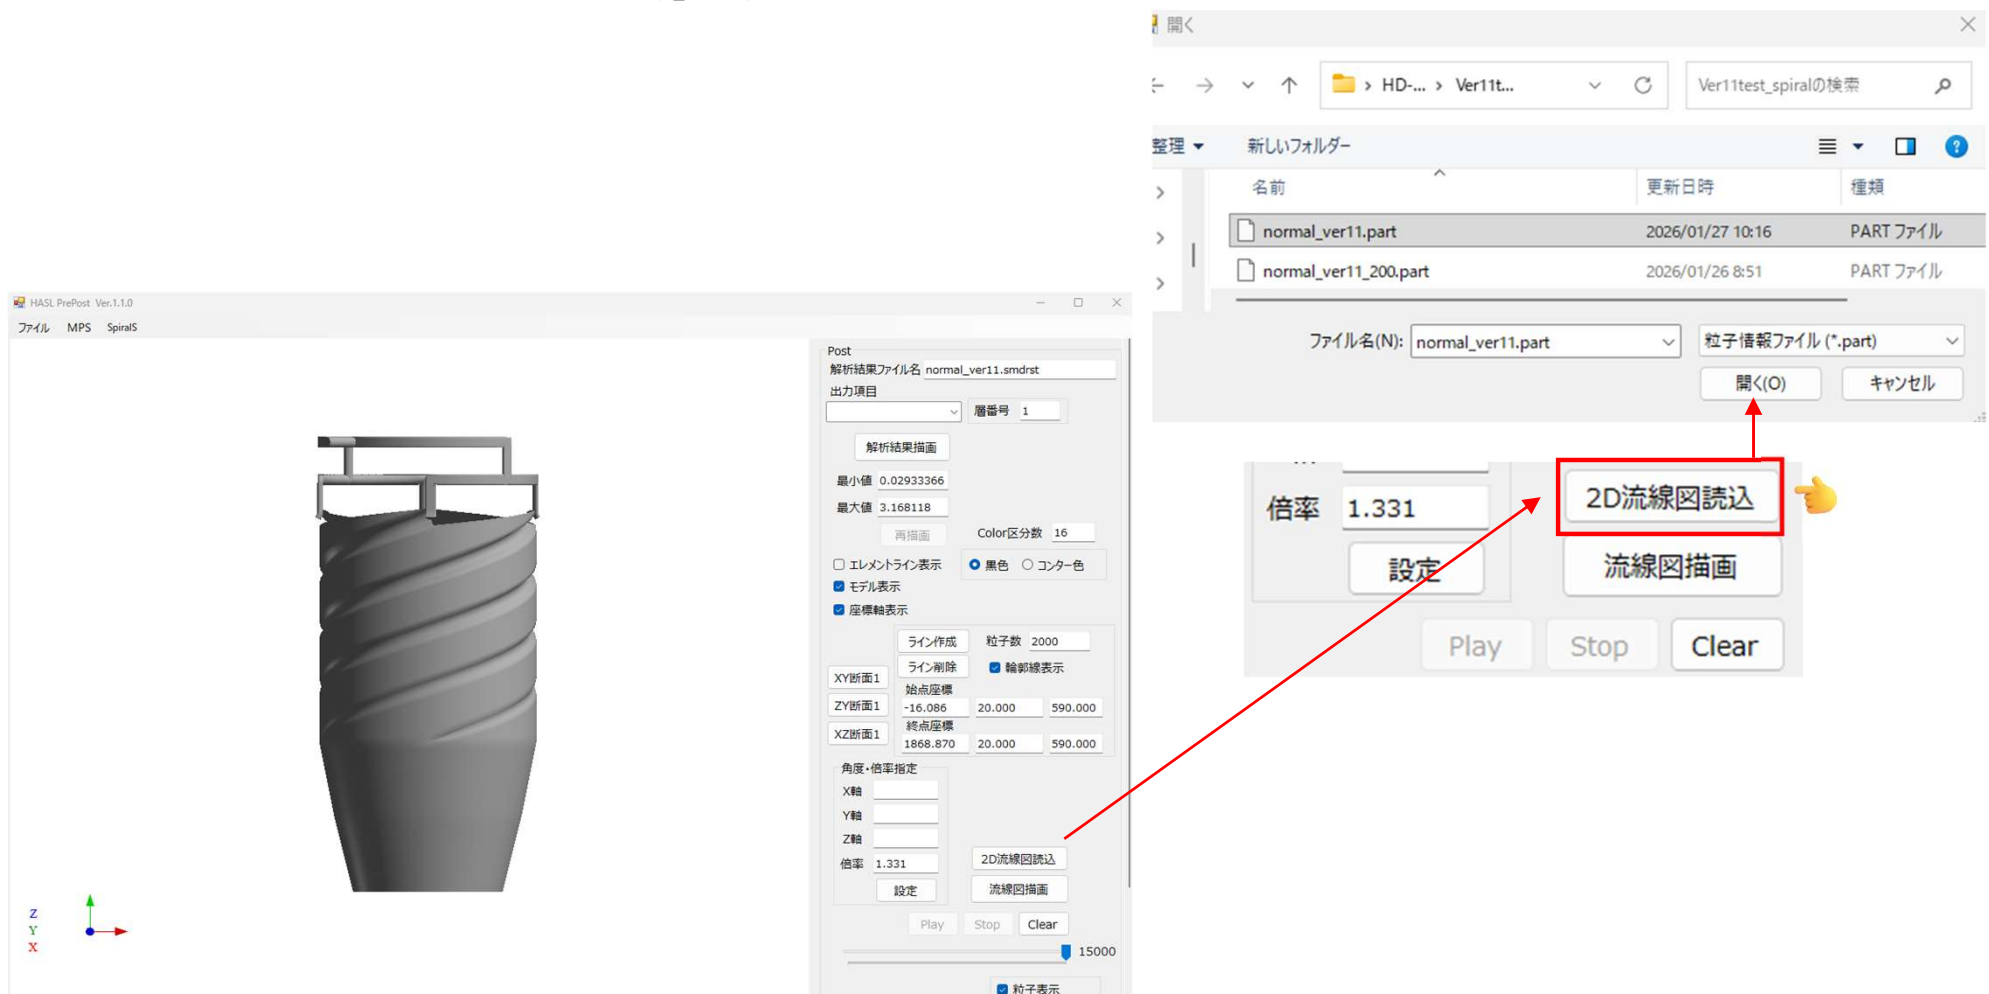 HASL PrePost Ver.1.1.0
ファイル MPS SpiralS
Z
Y
X
Post
解析結果ファイル名 normal_ver11.smdrst
出力項目
層番号 1
解析結果描画
最小値 0.02933366
最大値 3.168118
再描画 Color区分数 16
エレメントライン表示 黒色 コンター色
モデル表示
座標軸表示
ライン作成 粒子数 2000
ライン削除 輪郭線表示
XY断面1
始点座標
ZY断面1 -16.086 20.000 590.000
終点座標
XZ断面1 1868.870 20.000 590.000
角度・倍率指定
X軸
Y軸
Z軸
倍率 1.331 2D流線図読込
設定 流線図描画
Play Stop Clear
15000
粒子表示
開く
HD-... Ver11t... Ver11test_spiralの検索
整理 新しいフォルダー
名前 更新日時 種類
normal_ver11.part 2026/01/27 10:16 PART ファイル
normal_ver11_200.part 2026/01/26 8:51 PART ファイル
ファイル名(N): normal_ver11.part 粒子情報ファイル (*.part)
開く(O) キャンセル
倍率 1.331 2D流線図読込
設定 流線図描画
Play Stop Clear